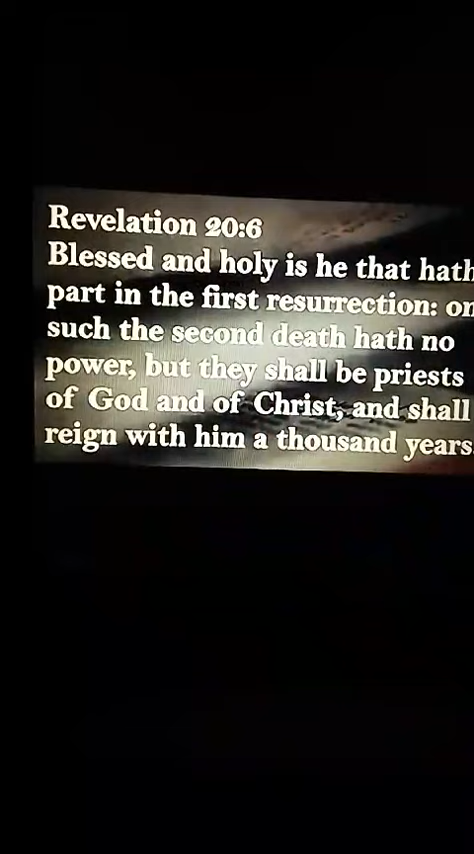 Revelation 20:6
Blessed and holy is he that hath
part in the first resurrection: on
such the second death hath no
power, but they shall be priests
of God and of Christ, and shall
reign with him a thousand years.